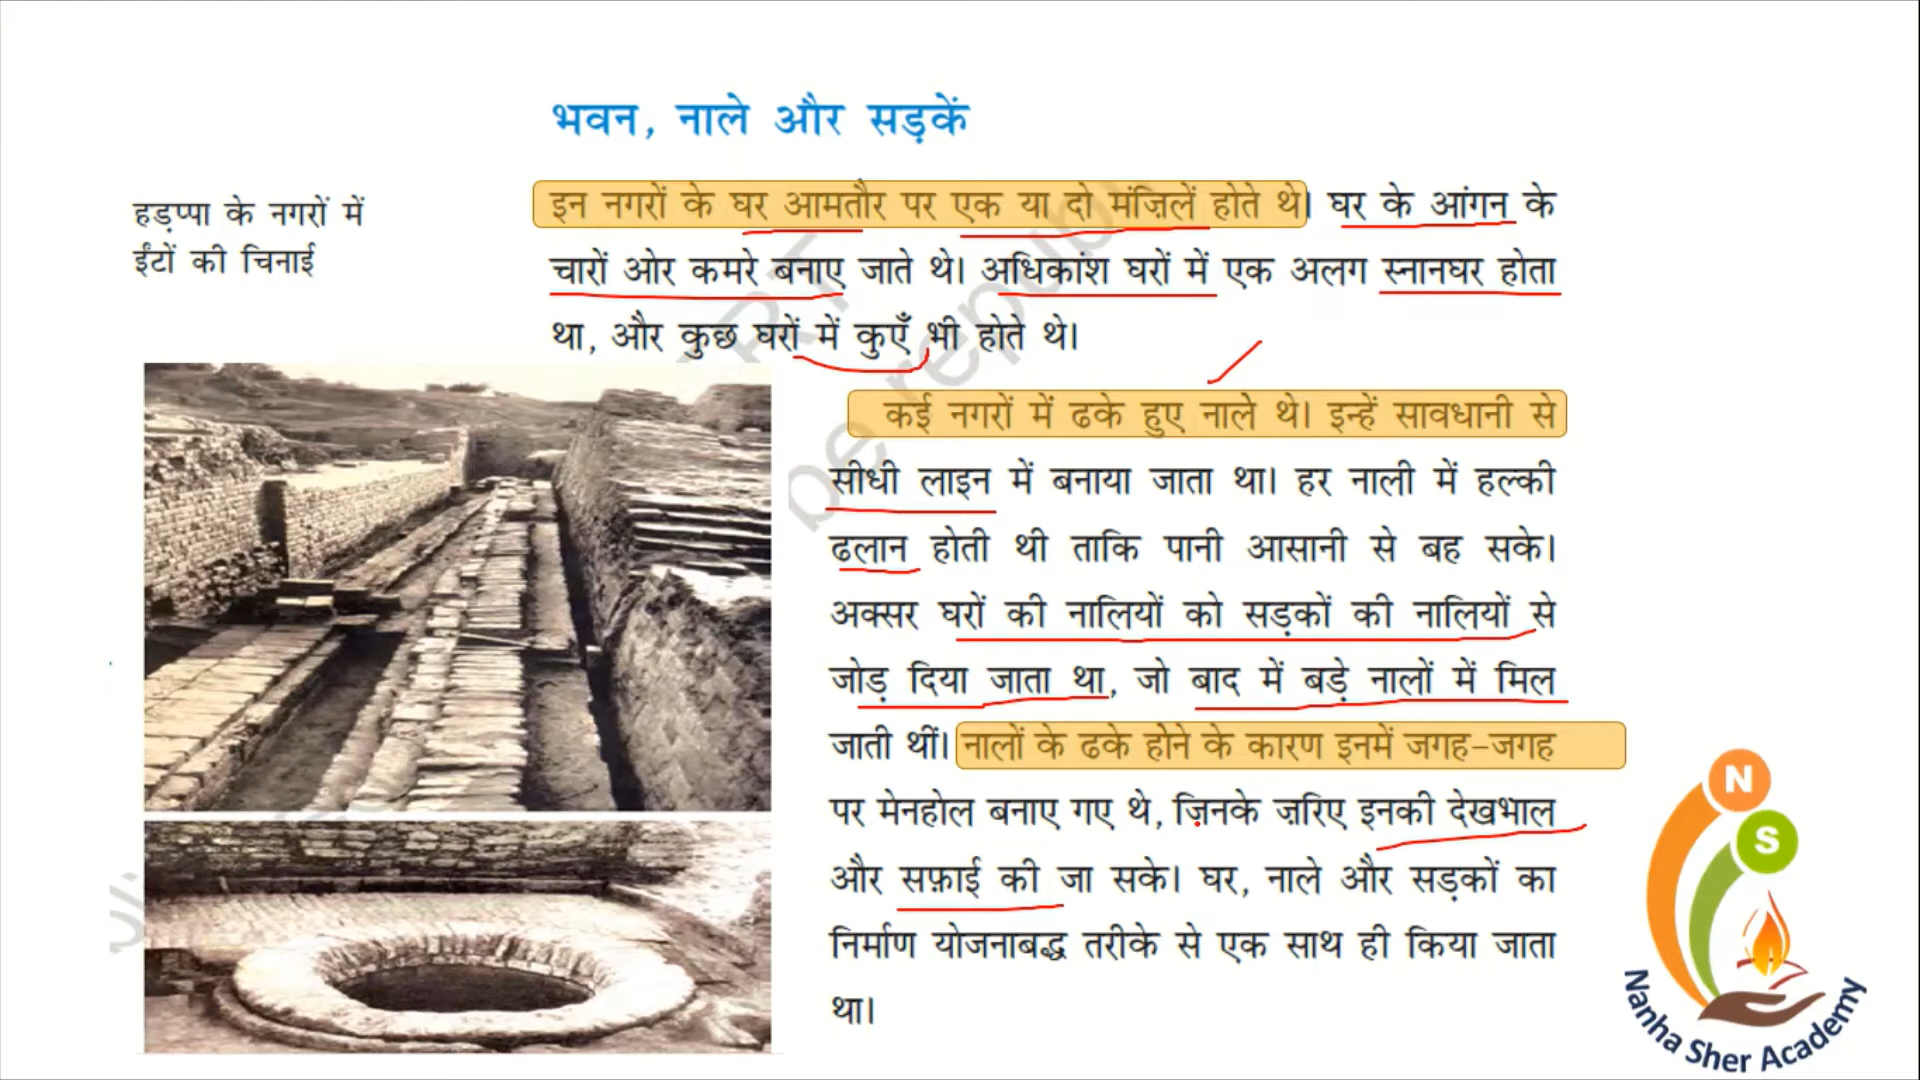 भवन, नाले और सड़कें
हड़प्पा के नगरों में
ईंटों की चिनाई
इन नगरों के घर आमतौर पर एक या दो मंज़िलें होते थे। घर के आंगन के
चारों ओर कमरे बनाए जाते थे। अधिकांश घरों में एक अलग स्नानघर होता
था, और कुछ घरों में कुएँ भी होते थे।
कई नगरों में ढके हुए नाले थे। इन्हें सावधानी से
सीधी लाइन में बनाया जाता था। हर नाली में हल्की
ढलान होती थी ताकि पानी आसानी से बह सके।
अक्सर घरों की नालियों को सड़कों की नालियों से
जोड़ दिया जाता था, जो बाद में बड़े नालों में मिल
जाती थीं। नालों के ढके होने के कारण इनमें जगह-जगह
पर मेनहोल बनाए गए थे, जिनके ज़रिए इनकी देखभाल
और सफ़ाई की जा सके। घर, नाले और सड़कों का
निर्माण योजनाबद्ध तरीके से एक साथ ही किया जाता
था।
be republ
N
S
Nanha Sher Academy